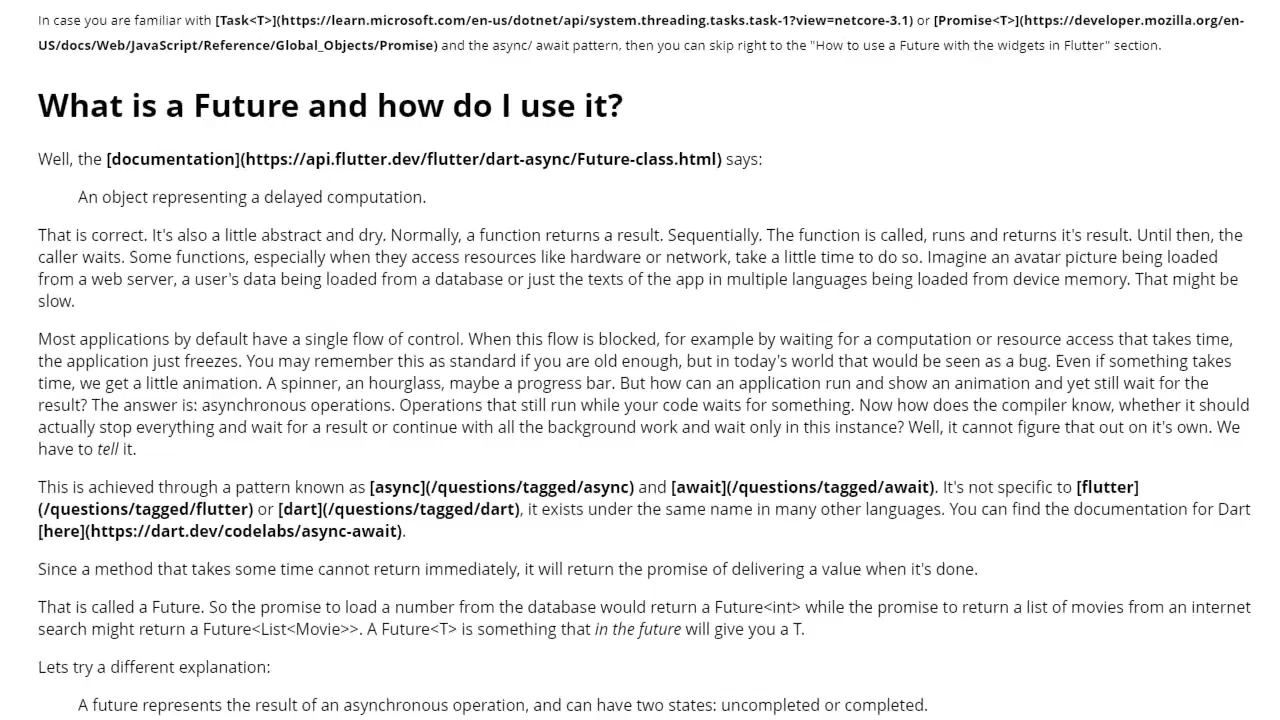 In case you are familiar with [Task<T>](https://learn.microsoft.com/en-us/dotnet/api/system.threading.tasks.task-1?view=netcore-3.1) or [Promise<T>](https://developer.mozilla.org/en-
US/docs/Web/JavaScript/Reference/Global_Objects/Promise) and the async/ await pattern, then you can skip right to the "How to use a Future with the widgets in Flutter" section.
What is a Future and how do I use it?
Well, the [documentation](https://api.flutter.dev/flutter/dart-async/Future-class.html) says:
An object representing a delayed computation.
That is correct. It's also a little abstract and dry. Normally, a function returns a result. Sequentially. The function is called, runs and returns it's result. Until then, the
caller waits. Some functions, especially when they access resources like hardware or network, take a little time to do so. Imagine an avatar picture being loaded
from a web server, a user's data being loaded from a database or just the texts of the app in multiple languages being loaded from device memory. That might be
slow.
Most applications by default have a single flow of control. When this flow is blocked, for example by waiting for a computation or resource access that takes time,
the application just freezes. You may remember this as standard if you are old enough, but in today's world that would be seen as a bug. Even if something takes
time, we get a little animation. A spinner, an hourglass, maybe a progress bar. But how can an application run and show an animation and yet still wait for the
result? The answer is: asynchronous operations. Operations that still run while your code waits for something. Now how does the compiler know, whether it should
actually stop everything and wait for a result or continue with all the background work and wait only in this instance? Well, it cannot figure that out on it's own. We
have to tell it.
This is achieved through a pattern known as [async](/questions/tagged/async) and [await](/questions/tagged/await). It's not specific to [flutter]
(/questions/tagged/flutter) or [dart](/questions/tagged/dart), it exists under the same name in many other languages. You can find the documentation for Dart
[here](https://dart.dev/codelabs/async-await).
Since a method that takes some time cannot return immediately, it will return the promise of delivering a value when it's done.
That is called a Future. So the promise to load a number from the database would return a Future<int> while the promise to return a list of movies from an internet
search might return a Future<List<Movie>>. A Future<T> is something that in the future will give you a T.
Lets try a different explanation:
A future represents the result of an asynchronous operation, and can have two states: uncompleted or completed.